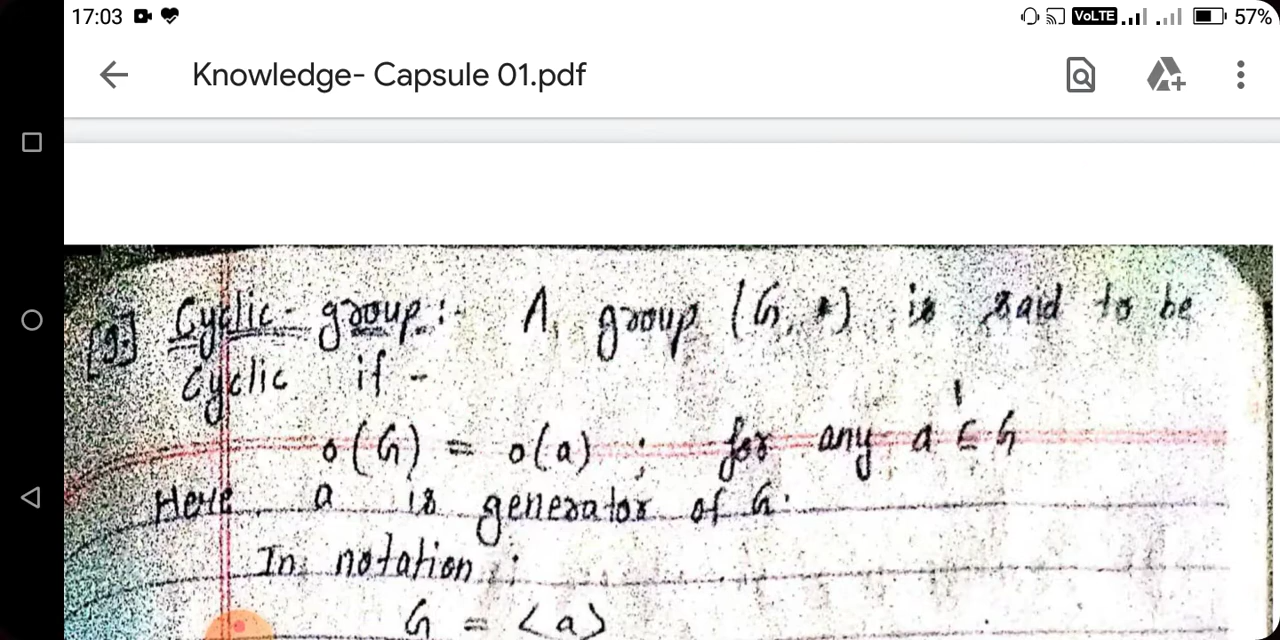 17:03 VoLTE 57%
Knowledge- Capsule 01.pdf
[9] Cyclic-group:- A group (G, *) is said to be
cyclic if -
o(G) = o(a) ; for any a ∈ G
Here, a is generator of G.
In notation :
G = <a>